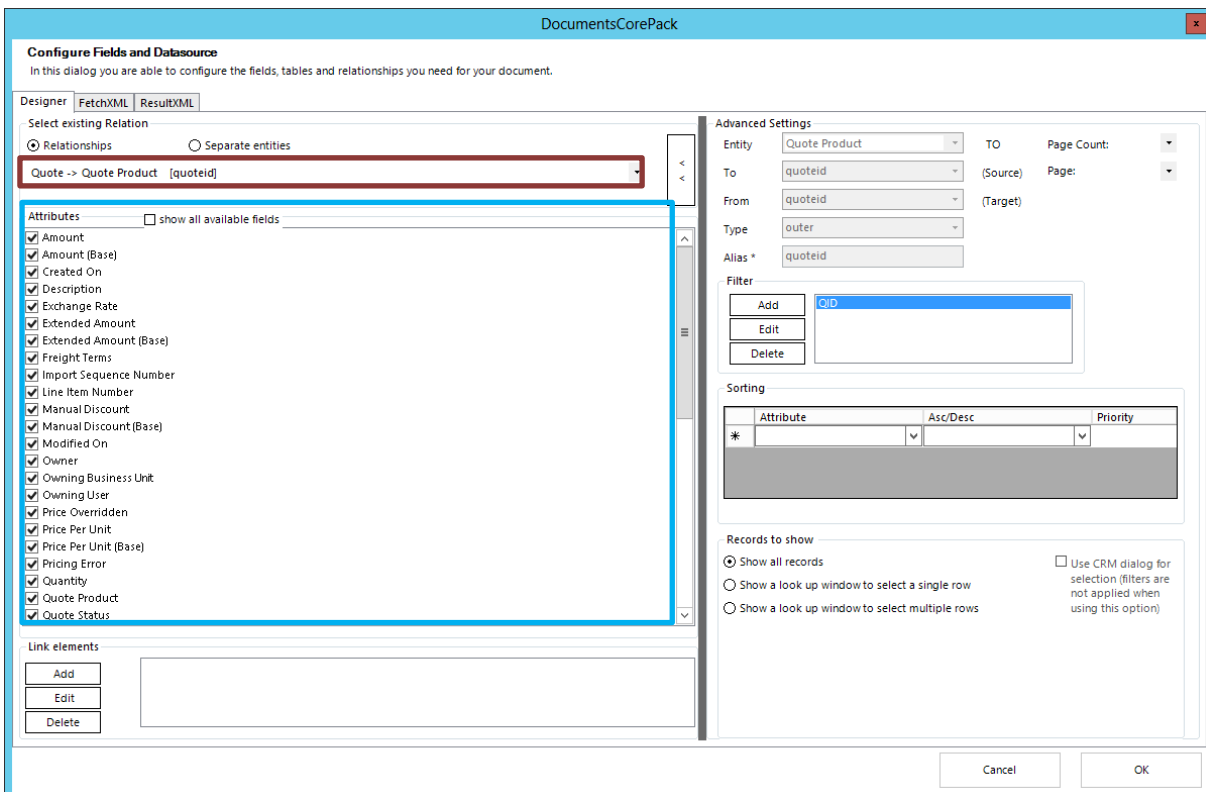 DocumentsCorePack
x
Configure Fields and Datasource
In this dialog you are able to configure the fields, tables and relationships you need for your document.
Designer FetchXML ResultXML
Select existing Relation
Relationships Separate entities
Quote -> Quote Product [quoteid]
<
<
Attributes show all available fields
Amount
Amount (Base)
Created On
Description
Exchange Rate
Extended Amount
Extended Amount (Base)
Freight Terms
Import Sequence Number
Line Item Number
Manual Discount
Manual Discount (Base)
Modified On
Owner
Owning Business Unit
Owning User
Price Overridden
Price Per Unit
Price Per Unit (Base)
Pricing Error
Quantity
Quote Product
Quote Status
Link elements
Add
Edit
Delete
Advanced Settings
Entity Quote Product TO Page Count:
To quoteid (Source) Page:
From quoteid (Target)
Type outer
Alias * quoteid
Filter
Add QID
Edit
Delete
Sorting
Attribute Asc/Desc Priority
Records to show
Show all records
Show a look up window to select a single row
Show a look up window to select multiple rows
Use CRM dialog for
selection (filters are
not applied when
using this option)
Cancel OK